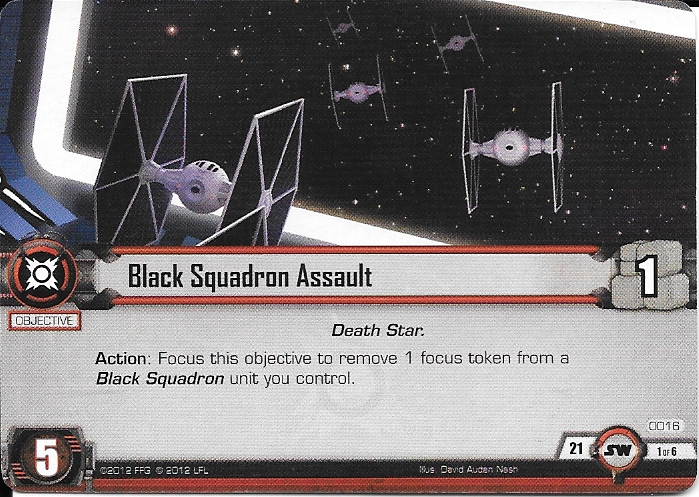 Black Squadron Assault
1
OBJECTIVE
Death Star.
Action: Focus this objective to remove 1 focus token from a
Black Squadron unit you control.
0016
5
©2012 FFG © 2012 LFL
Illus. David Auden Nash
21
SW
1 OF 6